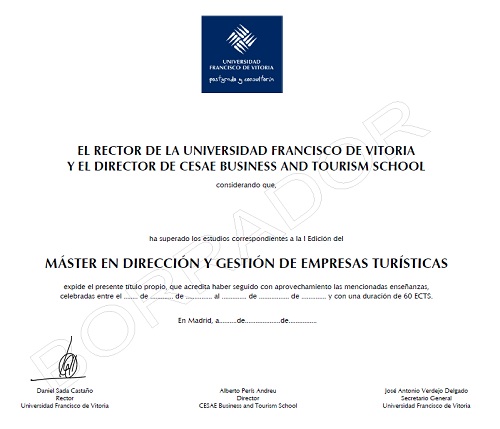 UNIVERSIDAD
FRANCISCO DE VITORIA
postgrado y consultoría
EL RECTOR DE LA UNIVERSIDAD FRANCISCO DE VITORIA
Y EL DIRECTOR DE CESAE BUSINESS AND TOURISM SCHOOL
considerando que,
ha superado los estudios correspondientes a la I Edición del
MÁSTER EN DIRECCIÓN Y GESTIÓN DE EMPRESAS TURÍSTICAS
expide el presente título propio, que acredita haber seguido con aprovechamiento las mencionadas enseñanzas,
celebradas entre el ....... de ............ de ............. al ............ de ............... de ............ y con una duración de 60 ECTS.
En Madrid, a.........de..................de..............
BORRADOR
Daniel Sada Castaño
Rector
Universidad Francisco de Vitoria
Alberto Peris Andreu
Director
CESAE Business and Tourism School
José Antonio Verdejo Delgado
Secretario General
Universidad Francisco de Vitoria